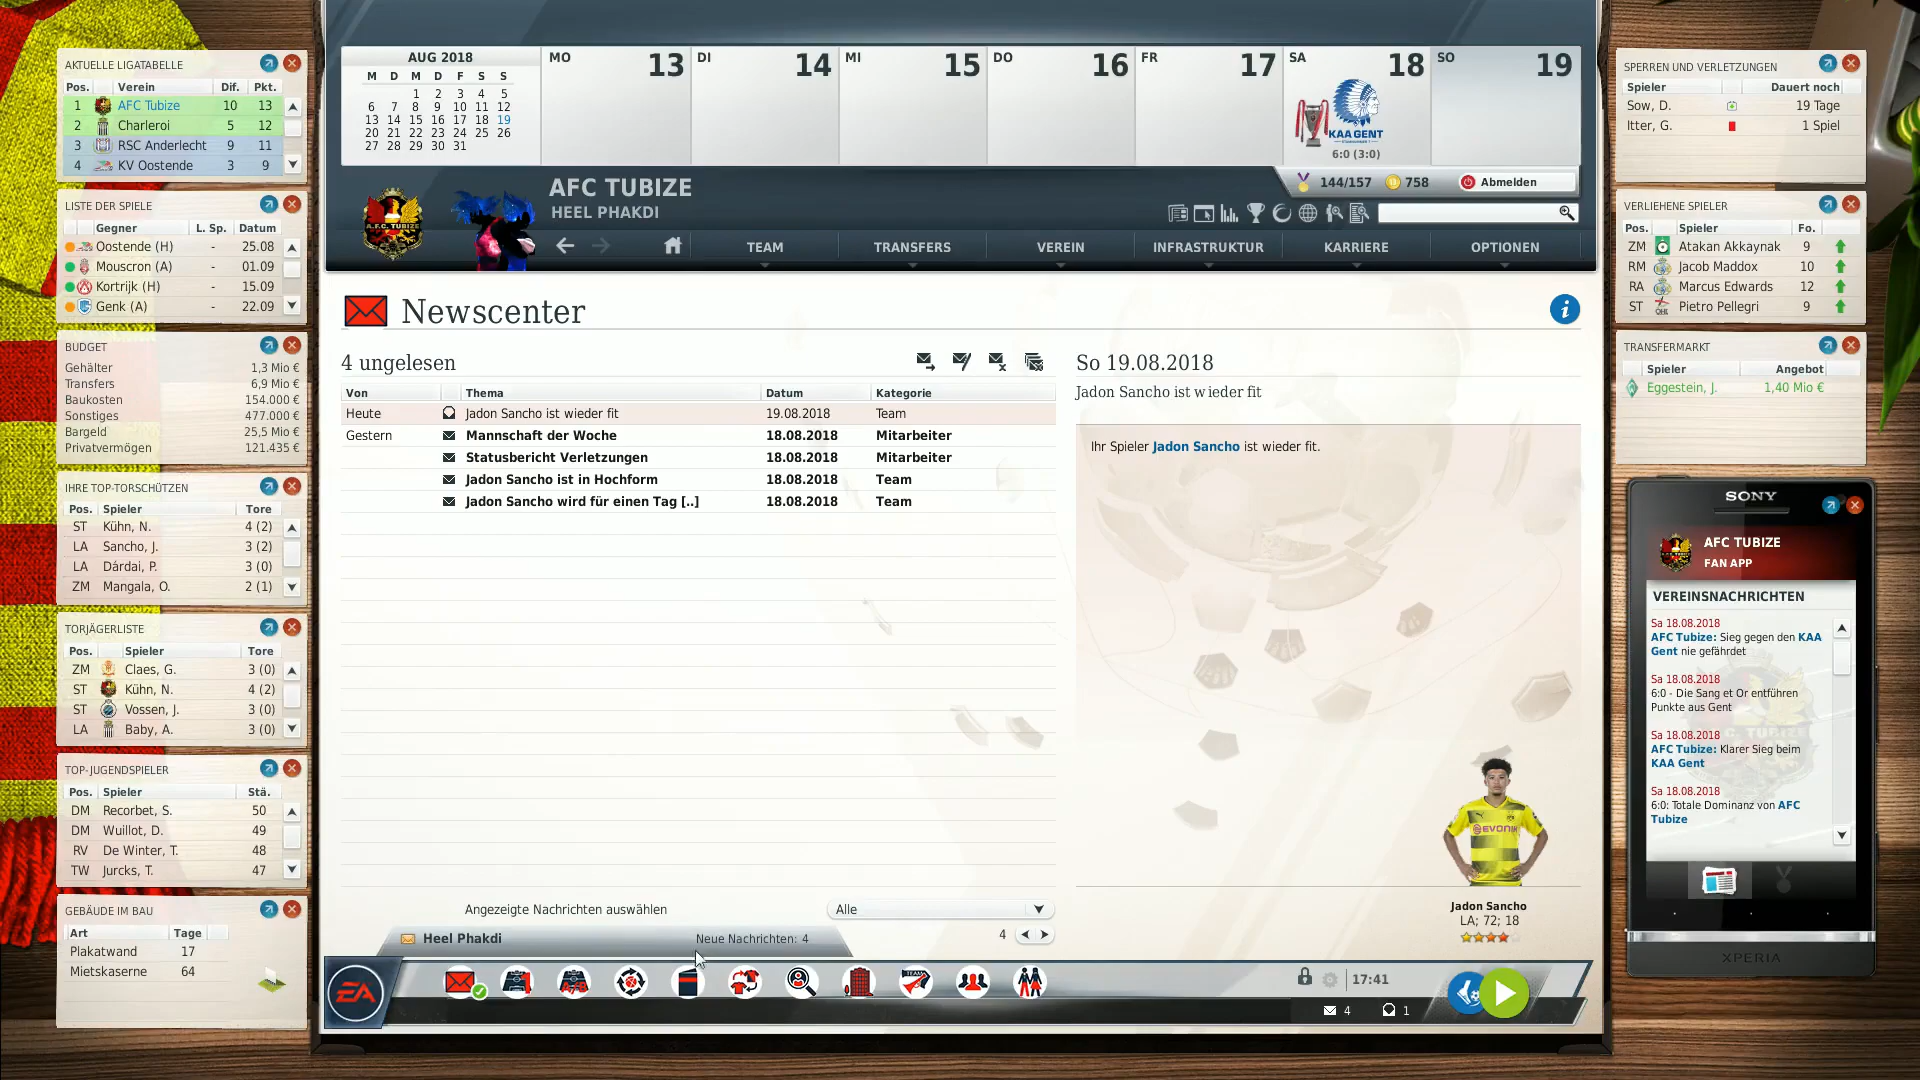 AKTUELLE LIGATABELLE
Pos. Verein Dif. Pkt.
1 AFC Tubize 10 13
2 Charleroi 5 12
3 RSC Anderlecht 9 11
4 KV Oostende 3 9
LISTE DER SPIELE
Gegner L. Sp. Datum
Oostende (H) - 25.08
Mouscron (A) - 01.09
Kortrijk (H) - 15.09
Genk (A) - 22.09
BUDGET
Gehälter 1,3 Mio €
Transfers 6,9 Mio €
Baukosten 154.000 €
Sonstiges 477.000 €
Bargeld 25,5 Mio €
Privatvermögen 121.435 €
IHRE TOP-TORSCHÜTZEN
Pos. Spieler Tore
ST Kühn, N. 4 (2)
LA Sancho, J. 3 (2)
LA Dárdai, P. 3 (0)
ZM Mangala, O. 2 (1)
TORJÄGERLISTE
Pos. Spieler Tore
ZM Claes, G. 3 (0)
ST Kühn, N. 4 (2)
ST Vossen, J. 3 (0)
LA Baby, A. 3 (0)
TOP-JUGENDSPIELER
Pos. Spieler Stä.
DM Recorbet, S. 50
DM Wuillot, D. 49
RV De Winter, T. 48
TW Jurcks, T. 47
GEBÄUDE IM BAU
Art Tage
Plakatwand 17
Mietskaserne 64
AUG 2018
M D M D F S S
1 2 3 4 5
6 7 8 9 10 11 12
13 14 15 16 17 18 19
20 21 22 23 24 25 26
27 28 29 30 31
MO 13 DI 14 MI 15 DO 16 FR 17 SA 18 SO 19
KAA GENT
6:0 (3:0)
AFC TUBIZE
HEEL PHAKDI
144/157 758 Abmelden
TEAM TRANSFERS VEREIN INFRASTRUKTUR KARRIERE OPTIONEN
Newscenter
4 ungelesen
Von Thema Datum Kategorie
Heute Jadon Sancho ist wieder fit 19.08.2018 Team
Gestern Mannschaft der Woche 18.08.2018 Mitarbeiter
Statusbericht Verletzungen 18.08.2018 Mitarbeiter
Jadon Sancho ist in Hochform 18.08.2018 Team
Jadon Sancho wird für einen Tag [..] 18.08.2018 Team
So 19.08.2018
Jadon Sancho ist wieder fit
Ihr Spieler Jadon Sancho ist wieder fit.
EVONIK
Jadon Sancho
LA; 72; 18
Angezeigte Nachrichten auswählen Alle
4
Heel Phakdi Neue Nachrichten: 4
EA
A/B
TEAM
17:41
4 1
SPERREN UND VERLETZUNGEN
Spieler Dauert noch
Sow, D. 19 Tage
Itter, G. 1 Spiel
VERLIEHENE SPIELER
Pos. Spieler Fo.
ZM Atakan Akkaynak 9
RM Jacob Maddox 10
RA Marcus Edwards 12
ST Pietro Pellegri 9
TRANSFERMARKT
Spieler Angebot
Eggestein, J. 1,40 Mio €
SONY
AFC TUBIZE
FAN APP
VEREINSNACHRICHTEN
Sa 18.08.2018
AFC Tubize: Sieg gegen den KAA
Gent nie gefährdet
Sa 18.08.2018
6:0 - Die Sang et Or entführen
Punkte aus Gent
Sa 18.08.2018
AFC Tubize: Klarer Sieg beim
KAA Gent
Sa 18.08.2018
6:0: Totale Dominanz von AFC
Tubize
XPERIA